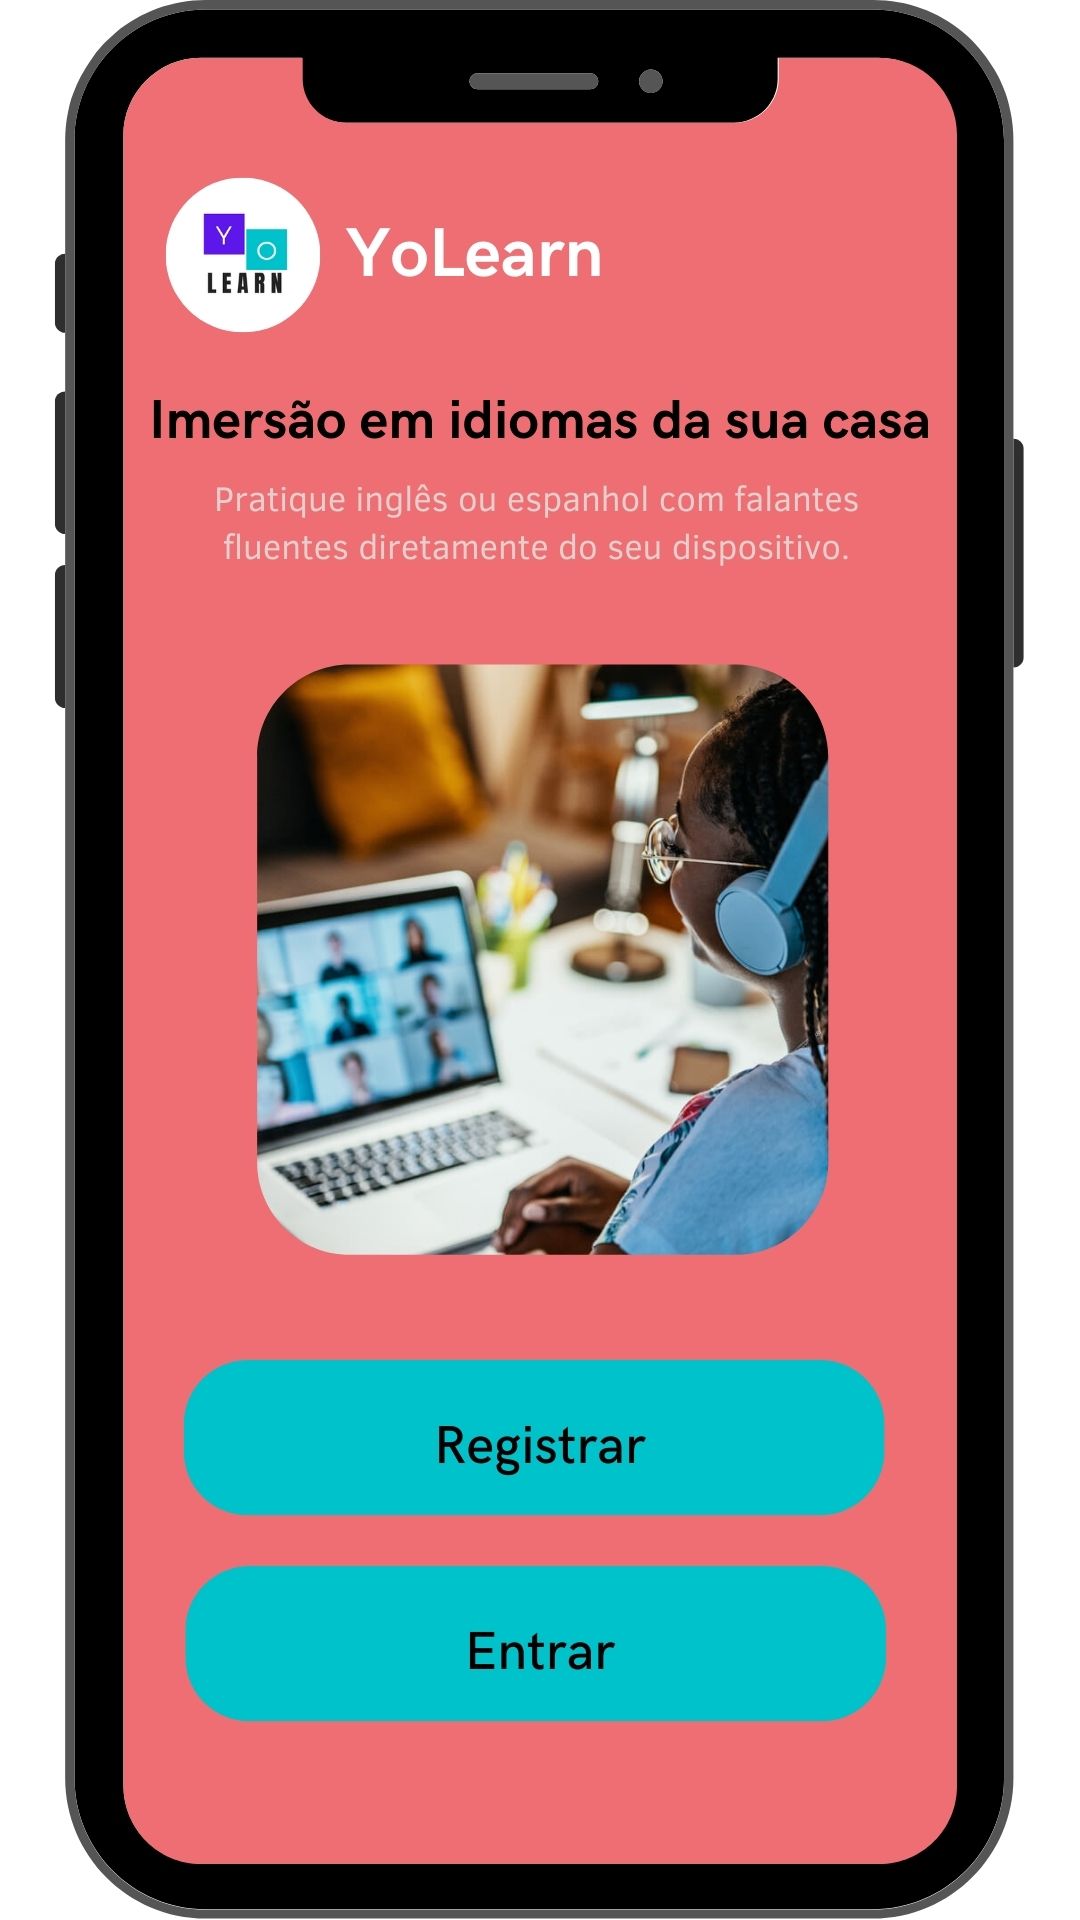 Y
O
LEARN
YoLearn
Imersão em idiomas da sua casa
Pratique inglês ou espanhol com falantes
fluentes diretamente do seu dispositivo.
Registrar
Entrar